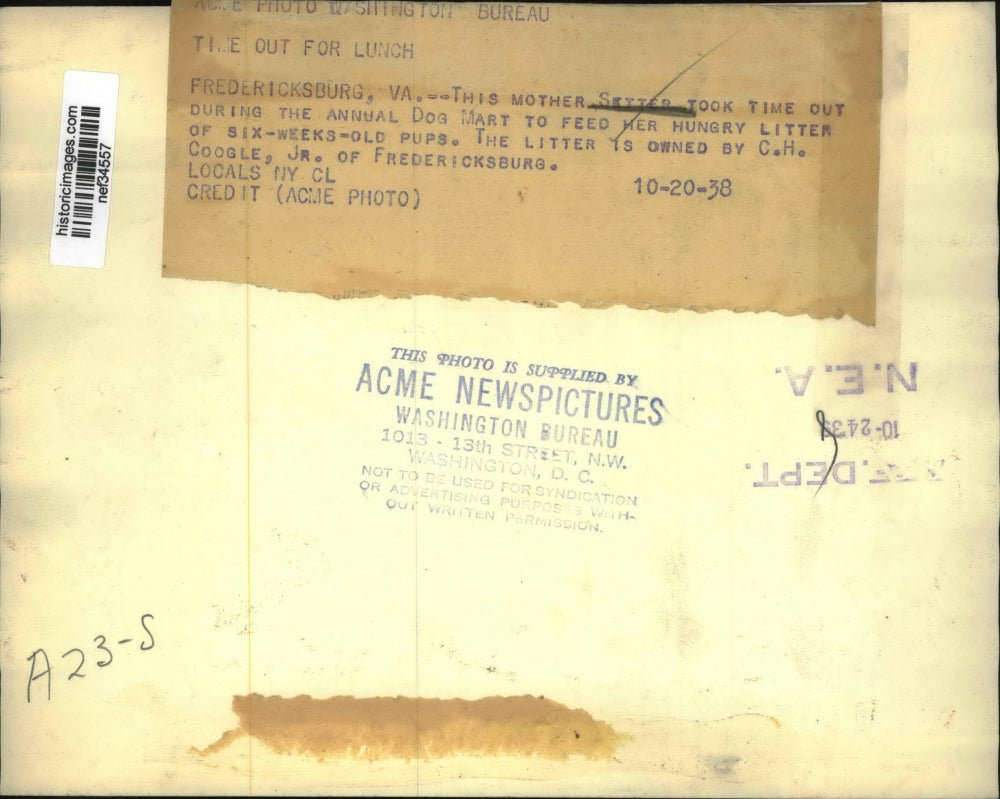 ACME PHOTO WASHINGTON BUREAU
TIME OUT FOR LUNCH
FREDERICKSBURG, VA.--THIS MOTHER SETTER TOOK TIME OUT
DURING THE ANNUAL DOG MART TO FEED HER HUNGRY LITTER
OF SIX-WEEKS-OLD PUPS. THE LITTER IS OWNED BY C.H.
COOGLE, JR. OF FREDERICKSBURG.
LOCALS NY CL
10-20-38
CREDIT (ACME PHOTO)
historicimages.com
nef34557
THIS PHOTO IS SUPPLIED BY
ACME NEWSPICTURES
WASHINGTON BUREAU
1013 - 13th STREET, N.W.
WASHINGTON, D. C.
NOT TO BE USED FOR SYNDICATION
OR ADVERTISING PURPOSES WITH-
OUT WRITTEN PERMISSION.
DEPT.
10-24-38
N.E.A.
A23-S